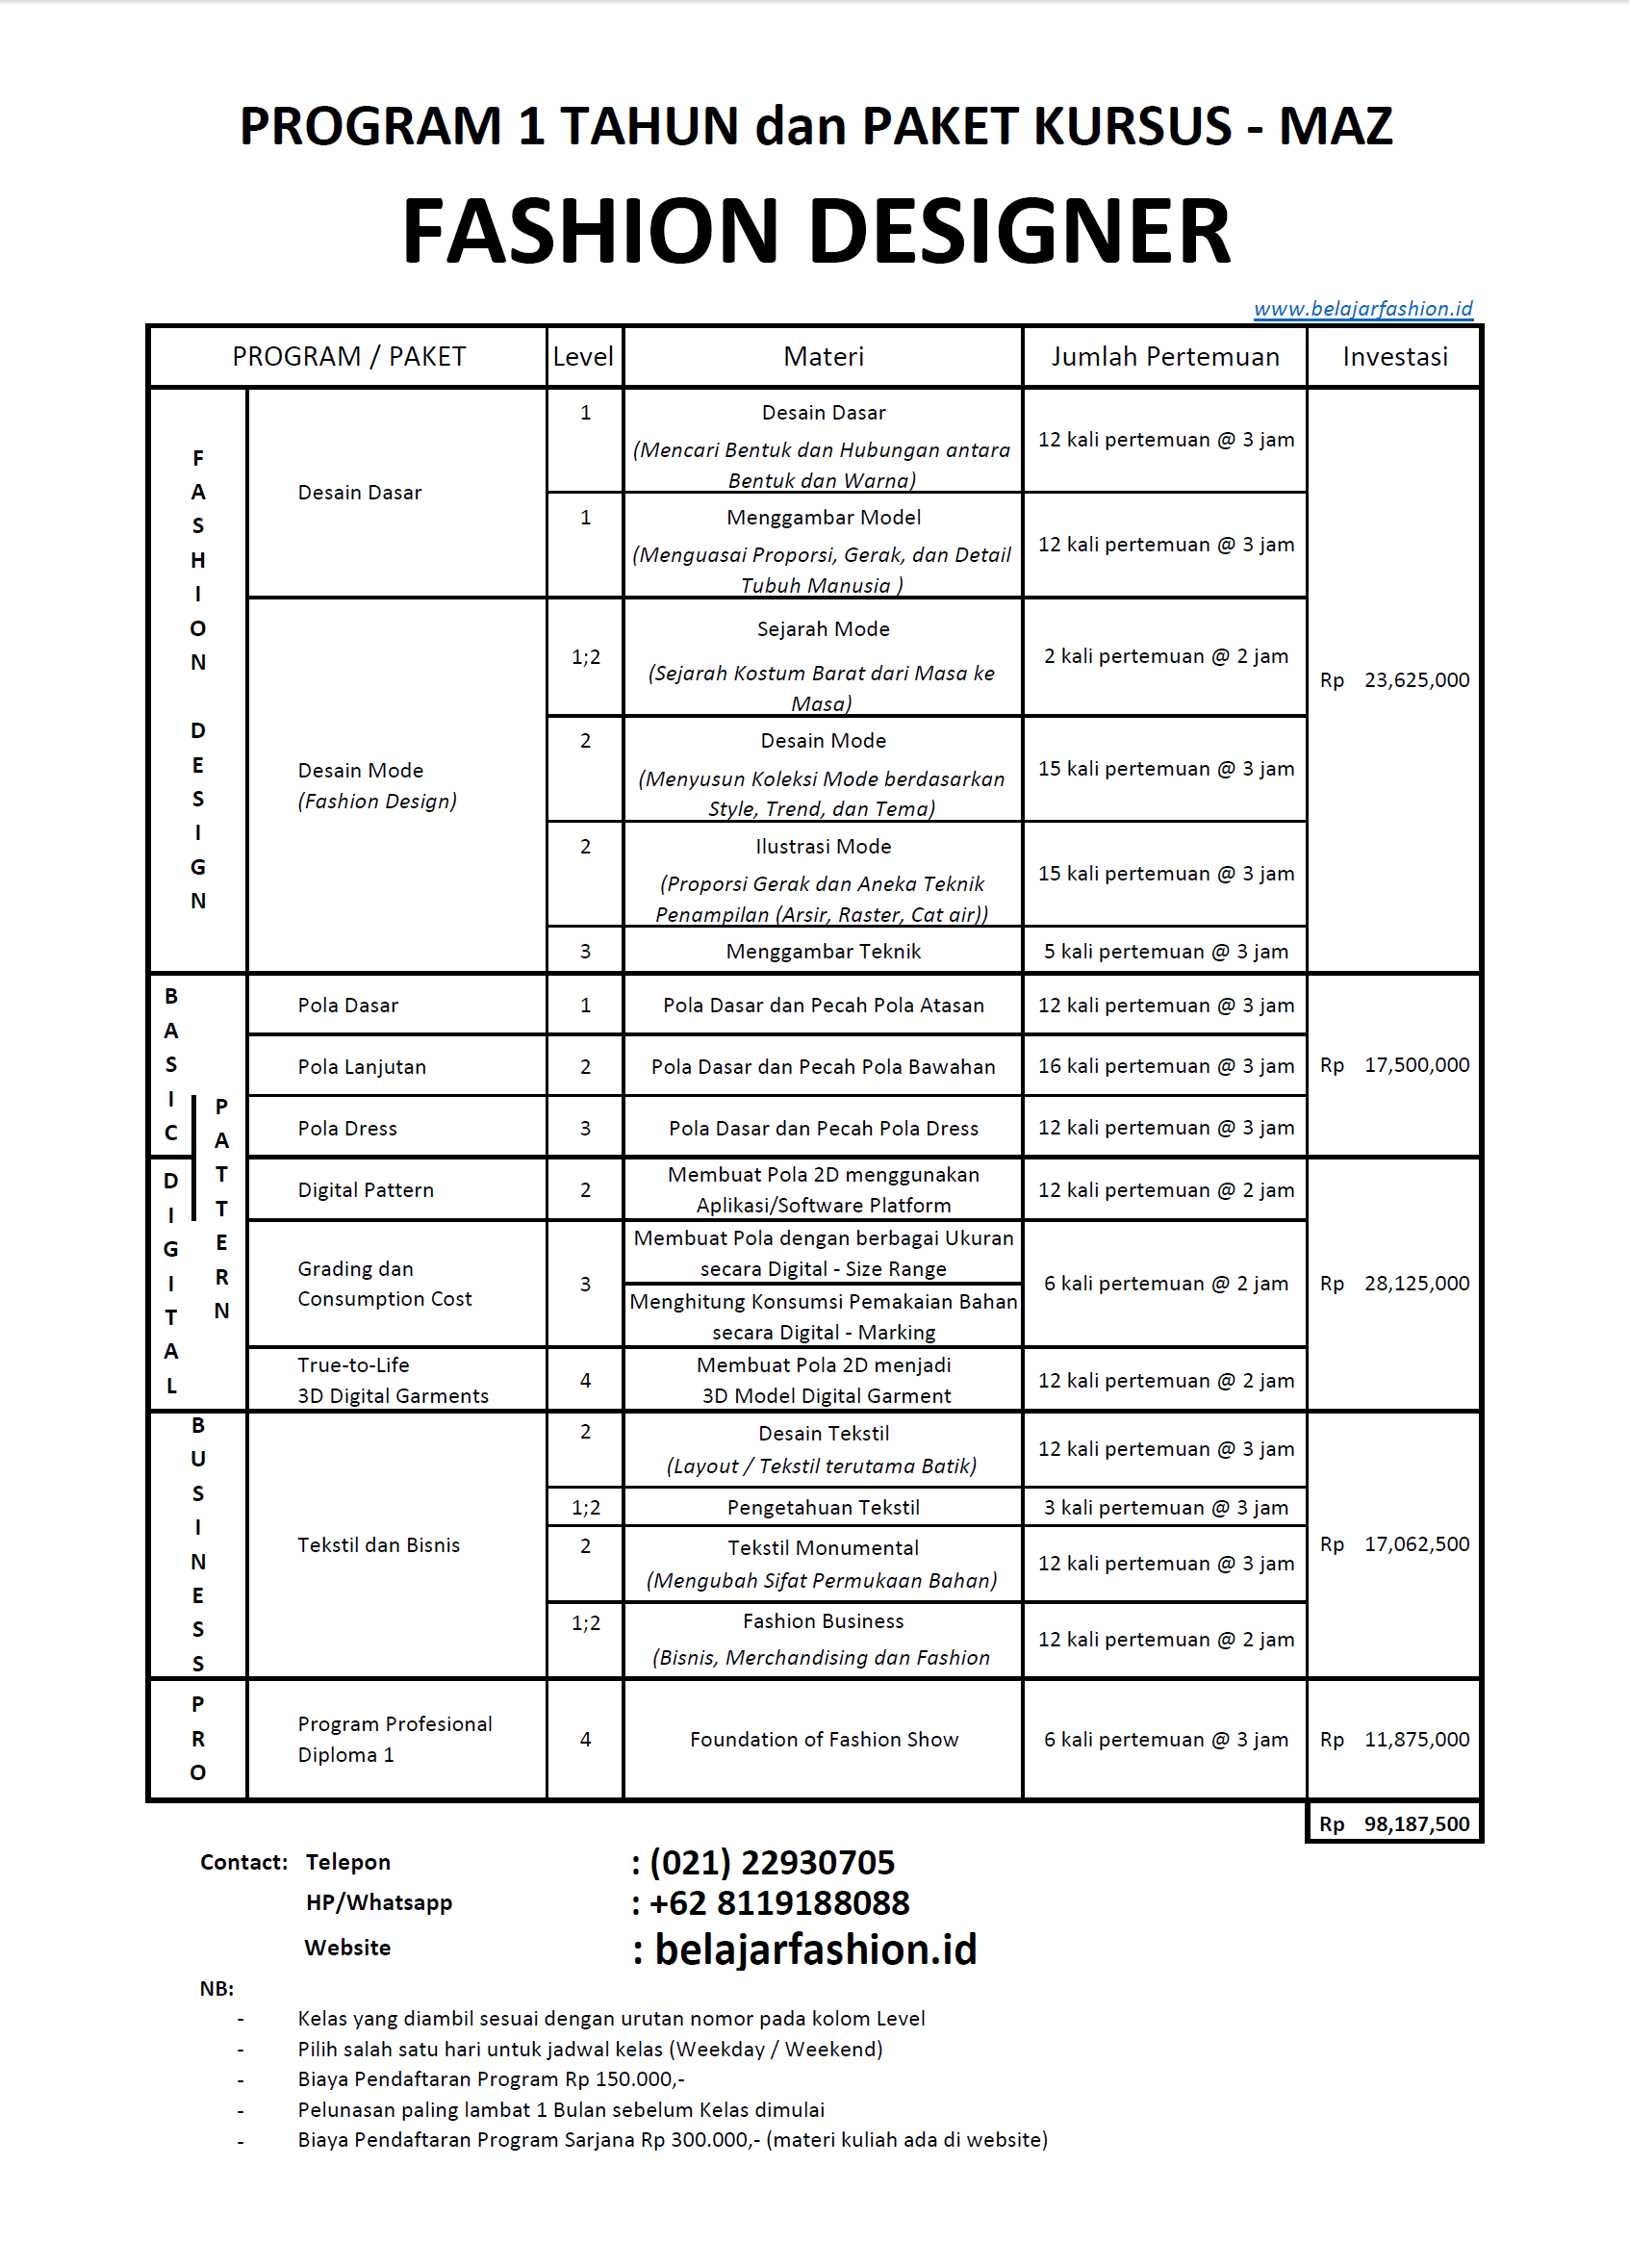 PROGRAM 1 TAHUN dan PAKET KURSUS - MAZ
FASHION DESIGNER
www.belajarfashion.id
PROGRAM / PAKET Level Materi Jumlah Pertemuan Investasi
FASHION DESIGN
Desain Dasar
1 Desain Dasar 12 kali pertemuan @ 3 jam
(Mencari Bentuk dan Hubungan antara
Bentuk dan Warna)
1 Menggambar Model 12 kali pertemuan @ 3 jam
(Menguasai Proporsi, Gerak, dan Detail
Tubuh Manusia )
Desain Mode
(Fashion Design)
1;2 Sejarah Mode 2 kali pertemuan @ 2 jam
(Sejarah Kostum Barat dari Masa ke
Masa)
Rp 23,625,000
2 Desain Mode 15 kali pertemuan @ 3 jam
(Menyusun Koleksi Mode berdasarkan
Style, Trend, dan Tema)
2 Ilustrasi Mode 15 kali pertemuan @ 3 jam
(Proporsi Gerak dan Aneka Teknik
Penampilan (Arsir, Raster, Cat air))
3 Menggambar Teknik 5 kali pertemuan @ 3 jam
BASIC
PATTERN
Pola Dasar 1 Pola Dasar dan Pecah Pola Atasan 12 kali pertemuan @ 3 jam
Pola Lanjutan 2 Pola Dasar dan Pecah Pola Bawahan 16 kali pertemuan @ 3 jam Rp 17,500,000
Pola Dress 3 Pola Dasar dan Pecah Pola Dress 12 kali pertemuan @ 3 jam
DIGITAL
Digital Pattern 2 Membuat Pola 2D menggunakan 12 kali pertemuan @ 2 jam
Aplikasi/Software Platform
Grading dan
Consumption Cost
3 Membuat Pola dengan berbagai Ukuran
secara Digital - Size Range
6 kali pertemuan @ 2 jam Rp 28,125,000
Menghitung Konsumsi Pemakaian Bahan
secara Digital - Marking
True-to-Life
3D Digital Garments
4 Membuat Pola 2D menjadi
3D Model Digital Garment
12 kali pertemuan @ 2 jam
BUSINESS
Tekstil dan Bisnis
2 Desain Tekstil 12 kali pertemuan @ 3 jam
(Layout / Tekstil terutama Batik)
1;2 Pengetahuan Tekstil 3 kali pertemuan @ 3 jam
2 Tekstil Monumental 12 kali pertemuan @ 3 jam Rp 17,062,500
(Mengubah Sifat Permukaan Bahan)
1;2 Fashion Business 12 kali pertemuan @ 2 jam
(Bisnis, Merchandising dan Fashion
PRO
Program Profesional
Diploma 1
4 Foundation of Fashion Show 6 kali pertemuan @ 3 jam Rp 11,875,000
Rp 98,187,500
Contact: Telepon : (021) 22930705
HP/Whatsapp : +62 8119188088
Website : belajarfashion.id
NB:
- Kelas yang diambil sesuai dengan urutan nomor pada kolom Level
- Pilih salah satu hari untuk jadwal kelas (Weekday / Weekend)
- Biaya Pendaftaran Program Rp 150.000,-
- Pelunasan paling lambat 1 Bulan sebelum Kelas dimulai
- Biaya Pendaftaran Program Sarjana Rp 300.000,- (materi kuliah ada di website)